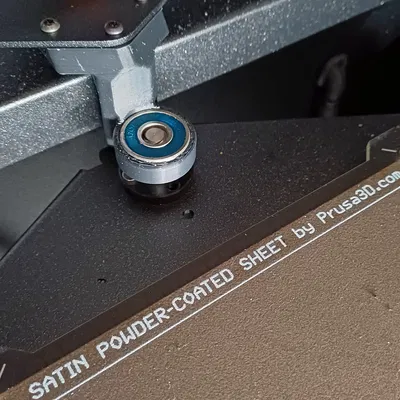 SATIN POWDER-COATED SHEET by Prusa3D.com